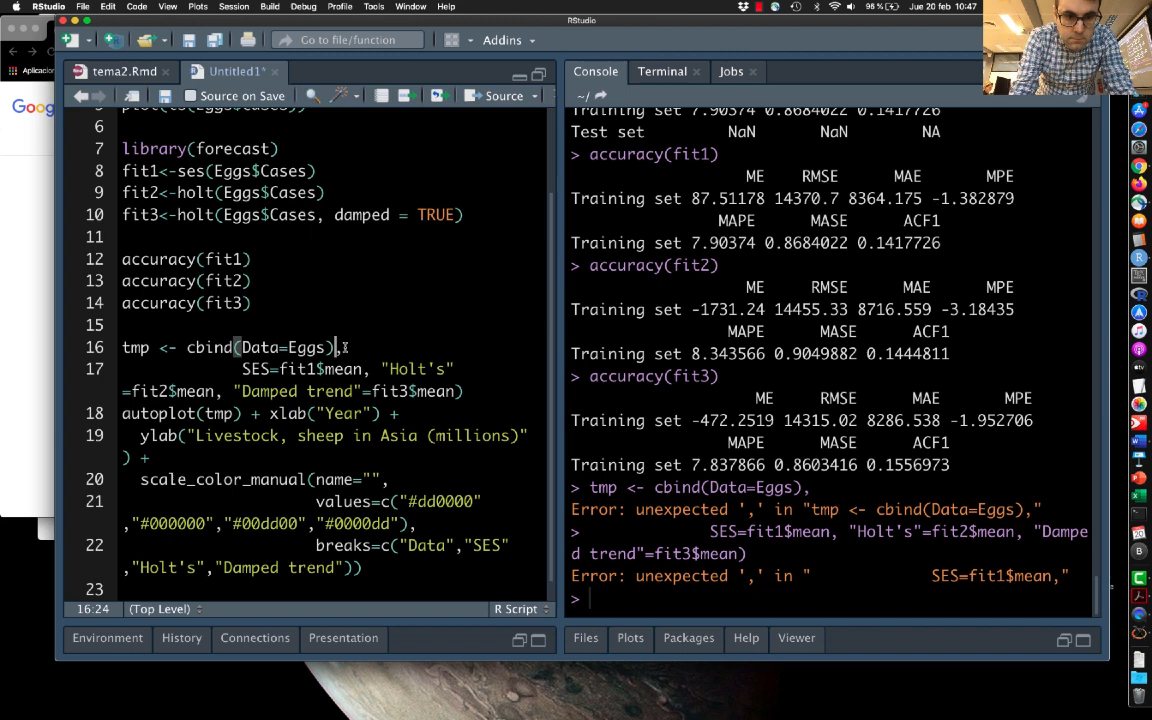 RStudio File Edit Code View Plots Session Build Debug Profile Tools Window Help
96 % Jue 20 feb 10:47
RStudio
Go to file/function
Addins
Aplicacion
Goog
tema2.Rmd
Untitled1*
Source on Save
Source
6
7 library(forecast)
8 fit1<-ses(Eggs$Cases)
9 fit2<-holt(Eggs$Cases)
10 fit3<-holt(Eggs$Cases, damped = TRUE)
11
12 accuracy(fit1)
13 accuracy(fit2)
14 accuracy(fit3)
15
16 tmp <- cbind(Data=Eggs),
17 SES=fit1$mean, "Holt's"
=fit2$mean, "Damped trend"=fit3$mean)
18 autoplot(tmp) + xlab("Year") +
19 ylab("Livestock, sheep in Asia (millions)"
) +
20 scale_color_manual(name="",
21 values=c("#dd0000"
,"#000000","#00dd00","#0000dd"),
22 breaks=c("Data","SES"
,"Holt's","Damped trend"))
23
16:24 (Top Level) R Script
Environment History Connections Presentation
Console Terminal Jobs
~/
7.90374 0.8684022 0.1417726
Test set NaN NaN NA
> accuracy(fit1)
ME RMSE MAE MPE
Training set 87.51178 14370.7 8364.175 -1.382879
MAPE MASE ACF1
Training set 7.90374 0.8684022 0.1417726
> accuracy(fit2)
ME RMSE MAE MPE
Training set -1731.24 14455.33 8716.559 -3.18435
MAPE MASE ACF1
Training set 8.343566 0.9049882 0.1444811
> accuracy(fit3)
ME RMSE MAE MPE
Training set -472.2519 14315.02 8286.538 -1.952706
MAPE MASE ACF1
Training set 7.837866 0.8603416 0.1556973
> tmp <- cbind(Data=Eggs),
Error: unexpected ',' in "tmp <- cbind(Data=Eggs),"
> SES=fit1$mean, "Holt's"=fit2$mean, "Dampe
d trend"=fit3$mean)
Error: unexpected ',' in " SES=fit1$mean,"
>
Files Plots Packages Help Viewer